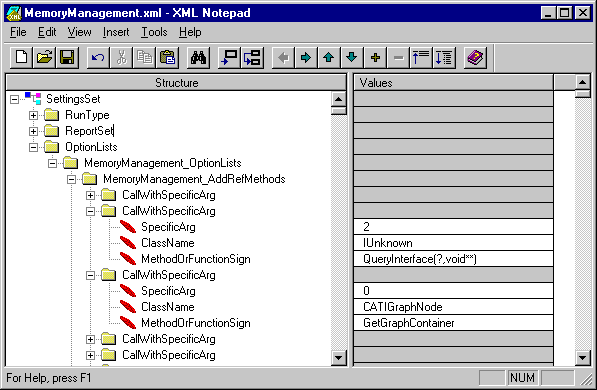 MemoryManagement.xml - XML Notepad
File Edit View Insert Tools Help
Structure Values
SettingsSet
RunType
ReportSet
OptionLists
MemoryManagement_OptionLists
MemoryManagement_AddRefMethods
CallWithSpecificArg
CallWithSpecificArg
SpecificArg 2
ClassName IUnknown
MethodOrFunctionSign QueryInterface(?,void**)
CallWithSpecificArg
SpecificArg 0
ClassName CATIGraphNode
MethodOrFunctionSign GetGraphContainer
CallWithSpecificArg
CallWithSpecificArg
For Help, press F1 NUM